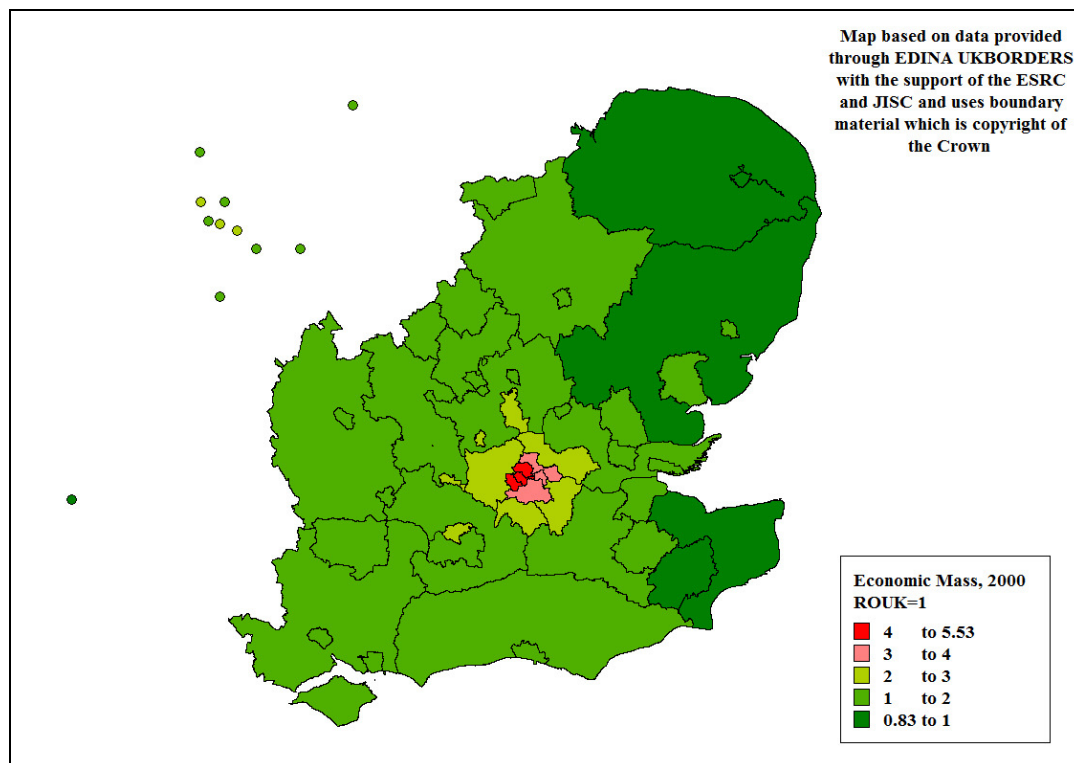 Map based on data provided
through EDINA UKBORDERS
with the support of the ESRC
and JISC and uses boundary
material which is copyright of
the Crown
Economic Mass, 2000
ROUK=1
4 to 5.53
3 to 4
2 to 3
1 to 2
0.83 to 1